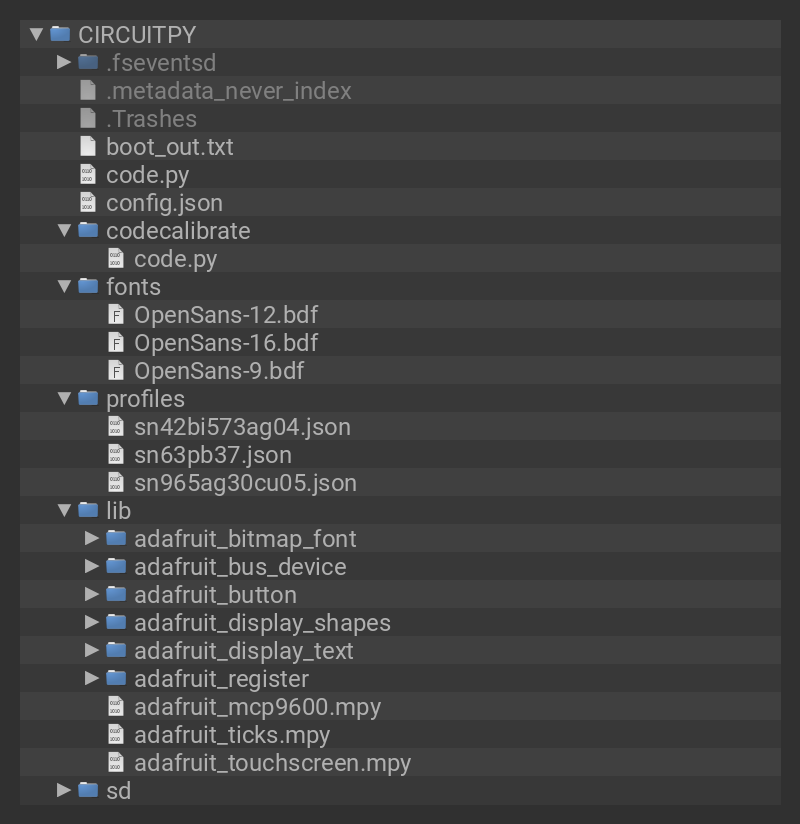 CIRCUITPY
.fseventsd
.metadata_never_index
.Trashes
boot_out.txt
code.py
config.json
codecalibrate
code.py
fonts
OpenSans-12.bdf
OpenSans-16.bdf
OpenSans-9.bdf
profiles
sn42bi573ag04.json
sn63pb37.json
sn965ag30cu05.json
lib
adafruit_bitmap_font
adafruit_bus_device
adafruit_button
adafruit_display_shapes
adafruit_display_text
adafruit_register
adafruit_mcp9600.mpy
adafruit_ticks.mpy
adafruit_touchscreen.mpy
sd